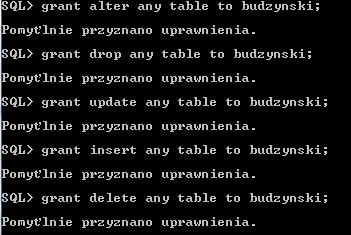 SQL> grant alter any table to budzynski;
Pomyťlnie przyznano uprawnienia.
SQL> grant drop any table to budzynski;
Pomyťlnie przyznano uprawnienia.
SQL> grant update any table to budzynski;
Pomyťlnie przyznano uprawnienia.
SQL> grant insert any table to budzynski;
Pomyťlnie przyznano uprawnienia.
SQL> grant delete any table to budzynski;
Pomyťlnie przyznano uprawnienia.